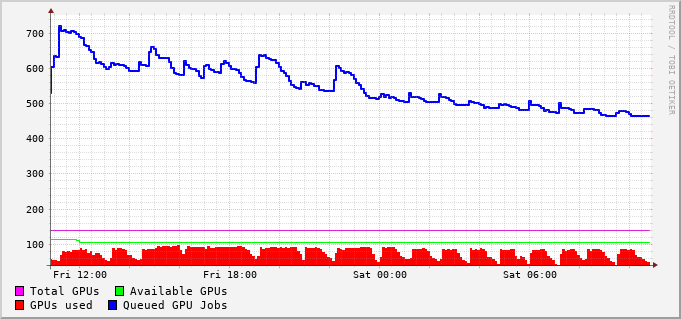 RRDTOOL / TOBI OETIKER
700
600
500
400
300
200
100
Fri 12:00 Fri 18:00 Sat 00:00 Sat 06:00
Total GPUs Available GPUs
GPUs used Queued GPU Jobs